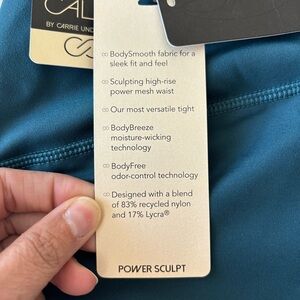 CAL
BY CARRIE UND
BodySmooth fabric for a
sleek fit and feel
Sculpting high-rise
power mesh waist
Our most versatile tight
BodyBreeze
moisture-wicking
technology
BodyFree
odor-control technology
Designed with a blend
of 83% recycled nylon
and 17% Lycra®
POWER SCULPT